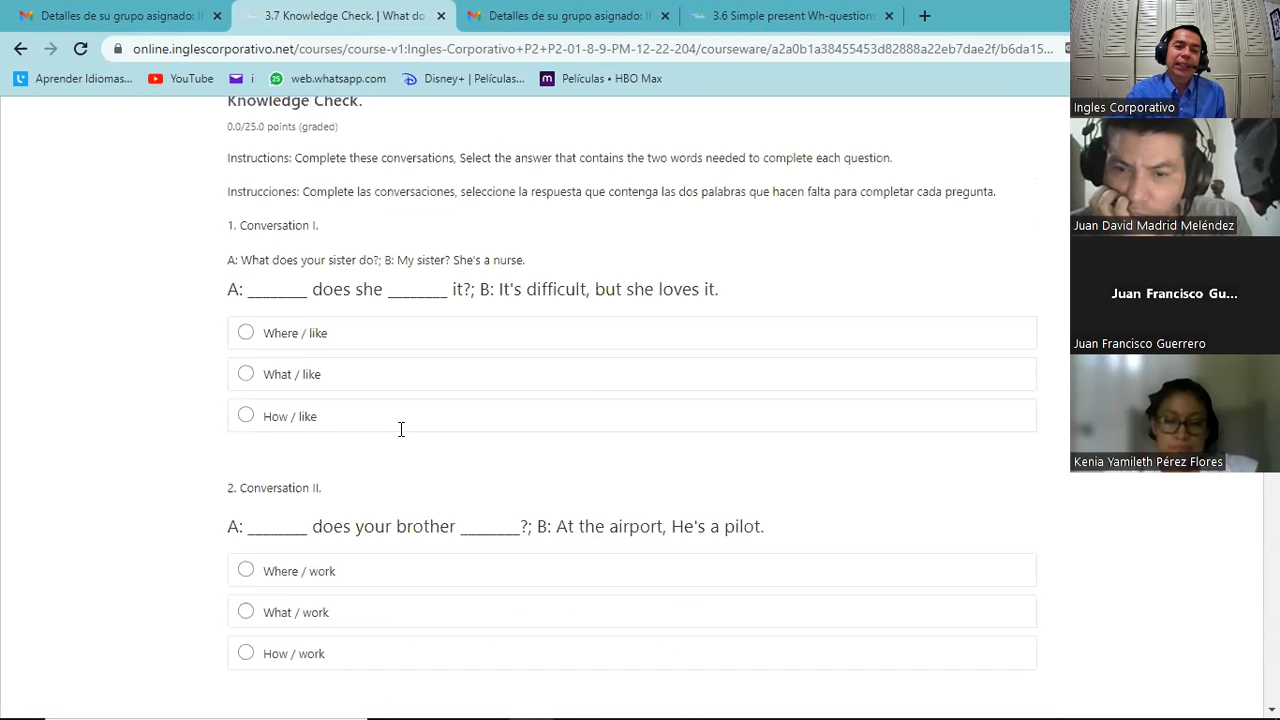 Detalles de su grupo asignado: !!
3.7 Knowledge Check. | What do
Detalles de su grupo asignado: !!
3.6 Simple present Wh-question
online.inglescorporativo.net/courses/course-v1:Ingles-Corporativo+P2+P2-01-8-9-PM-12-22-204/courseware/a2a0b1a38455453d52888a22eb7dae2f/b6da15...
Aprender Idiomas...
YouTube
i
web.whatsapp.com
Disney+ | Películas...
Películas • HBO Max
Knowledge Check.
0.0/25.0 points (graded)
Instructions: Complete these conversations, Select the answer that contains the two words needed to complete each question.
Instrucciones: Complete las conversaciones, seleccione la respuesta que contenga las dos palabras que hacen falta para completar cada pregunta.
1. Conversation I.
A: What does your sister do?; B: My sister? She's a nurse.
A: _______ does she _______ it?; B: It's difficult, but she loves it.
Where / like
What / like
How / like
2. Conversation II.
A: _______ does your brother _______?; B: At the airport, He's a pilot.
Where / work
What / work
How / work
Ingles Corporativo
Juan David Madrid Meléndez
Juan Francisco Gu...
Juan Francisco Guerrero
Kenia Yamileth Pérez Flores